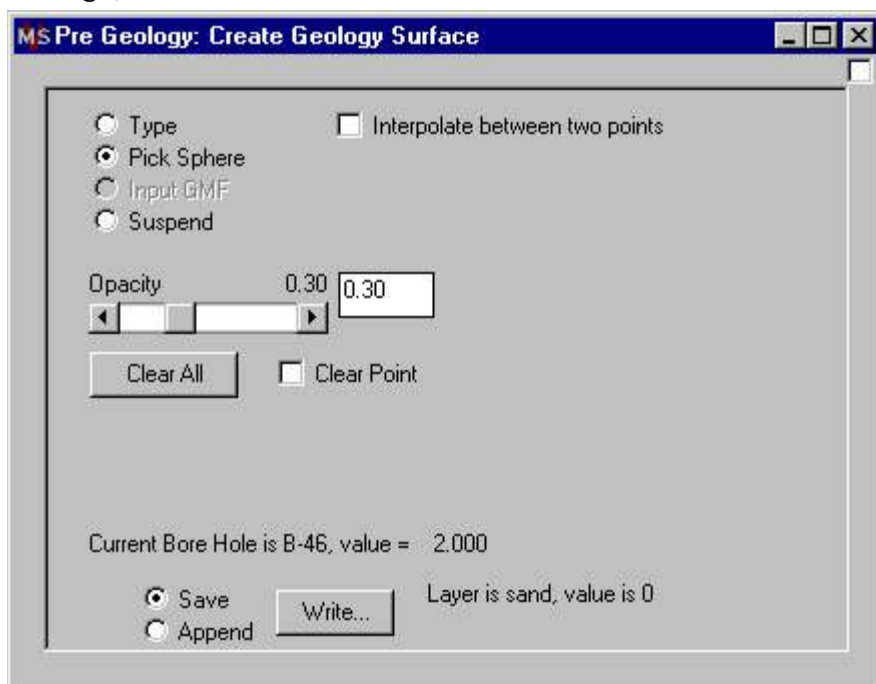 MS Pre Geology: Create Geology Surface
Type
Interpolate between two points
Pick Sphere
Input GMF
Suspend
Opacity 0.30 0.30
Clear All
Clear Point
Current Bore Hole is B-46, value = 2.000
Save
Write...
Layer is sand, value is 0
Append